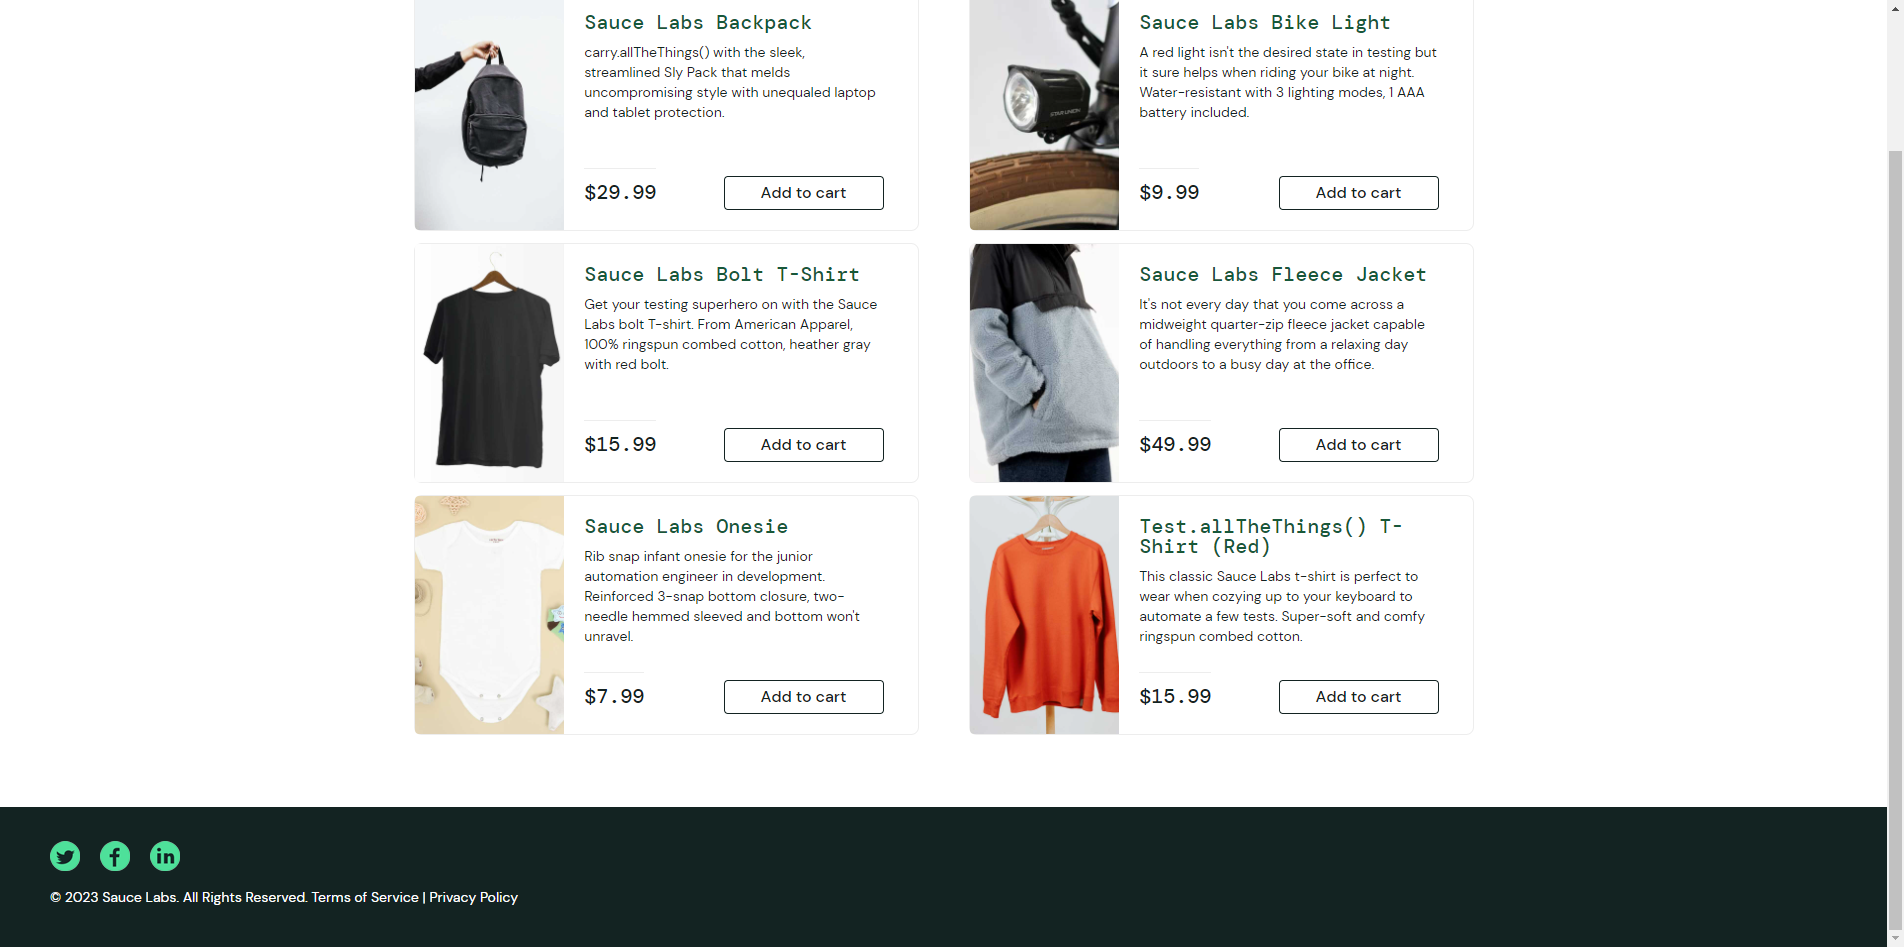 Sauce Labs Backpack
carry.allTheThings() with the sleek,
streamlined Sly Pack that melds
uncompromising style with unequaled laptop
and tablet protection.
$29.99
Add to cart
Sauce Labs Bike Light
A red light isn't the desired state in testing but
it sure helps when riding your bike at night.
Water-resistant with 3 lighting modes, 1 AAA
battery included.
$9.99
Add to cart
Sauce Labs Bolt T-Shirt
Get your testing superhero on with the Sauce
Labs bolt T-shirt. From American Apparel,
100% ringspun combed cotton, heather gray
with red bolt.
$15.99
Add to cart
Sauce Labs Fleece Jacket
It's not every day that you come across a
midweight quarter-zip fleece jacket capable
of handling everything from a relaxing day
outdoors to a busy day at the office.
$49.99
Add to cart
Sauce Labs Onesie
Rib snap infant onesie for the junior
automation engineer in development.
Reinforced 3-snap bottom closure, two-
needle hemmed sleeved and bottom won't
unravel.
$7.99
Add to cart
Test.allTheThings() T-
Shirt (Red)
This classic Sauce Labs t-shirt is perfect to
wear when cozying up to your keyboard to
automate a few tests. Super-soft and comfy
ringspun combed cotton.
$15.99
Add to cart
© 2023 Sauce Labs. All Rights Reserved. Terms of Service | Privacy Policy